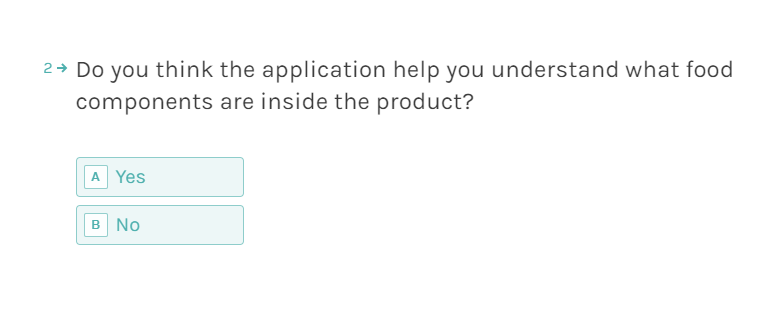 2→ Do you think the application help you understand what food
components are inside the product?
A Yes
B No